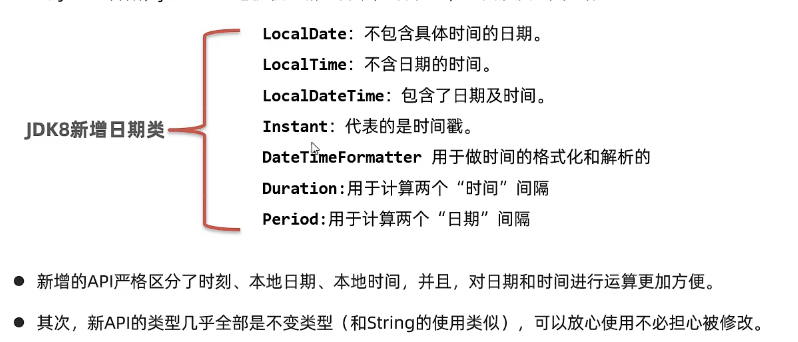 LocalDate：不包含具体时间的日期。
LocalTime：不含日期的时间。
LocalDateTime：包含了日期及时间。
JDK8新增日期类
Instant：代表的是时间戳。
DateTimeFormatter 用于做时间的格式化和解析的
Duration:用于计算两个“时间”间隔
Period:用于计算两个“日期”间隔
● 新增的API严格区分了时刻、本地日期、本地时间，并且，对日期和时间进行运算更加方便。
● 其次，新API的类型几乎全部是不变类型（和String的使用类似），可以放心使用不必担心被修改。